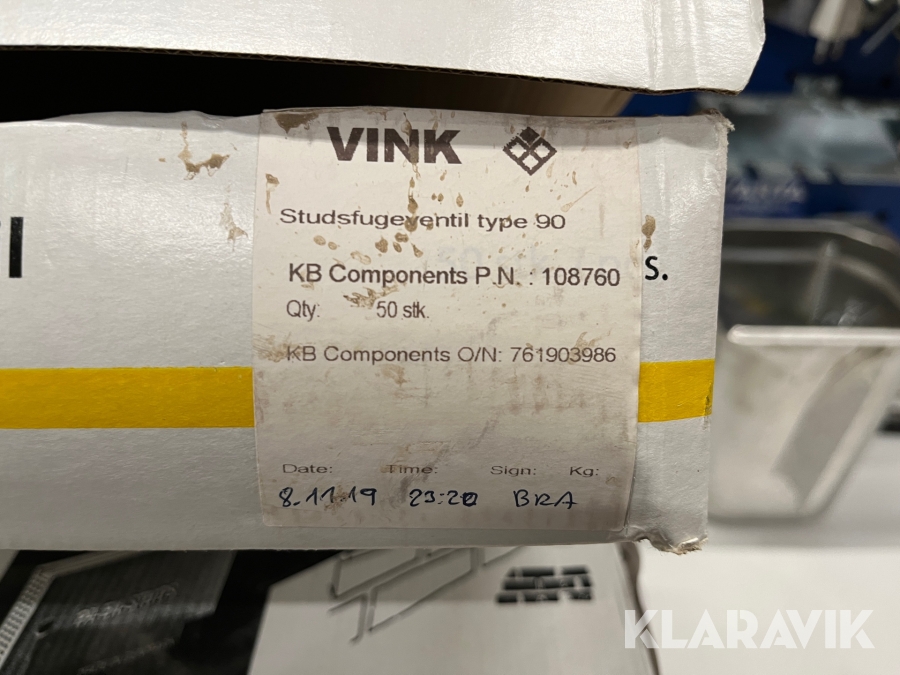 VINK
Studsfugeventil type 90
KB Components P.N. : 108760
s.
Qty: 50 stk.
KB Components O/N: 761903986
Date: Time: Sign: Kg:
8.11.19 23:20 BRA
KLARAVIK